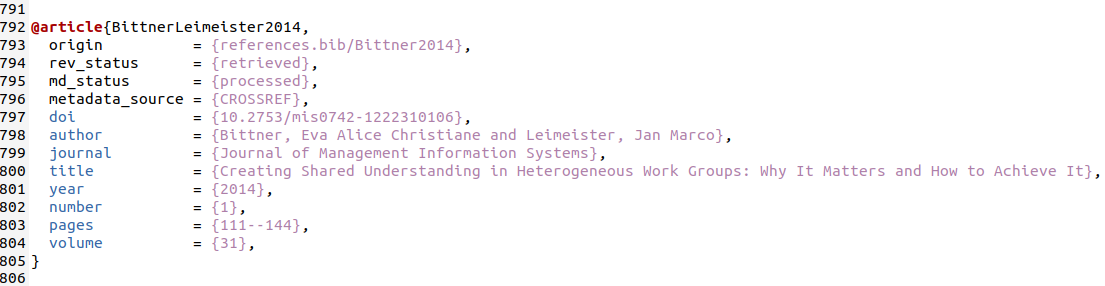 791
792 @article{BittnerLeimeister2014,
793   origin          = {references.bib/Bittner2014},
794   rev_status      = {retrieved},
795   md_status       = {processed},
796   metadata_source = {CROSSREF},
797   doi             = {10.2753/mis0742-1222310106},
798   author          = {Bittner, Eva Alice Christiane and Leimeister, Jan Marco},
799   journal         = {Journal of Management Information Systems},
800   title           = {Creating Shared Understanding in Heterogeneous Work Groups: Why It Matters and How to Achieve It},
801   year            = {2014},
802   number          = {1},
803   pages           = {111--144},
804   volume          = {31},
805 }
806